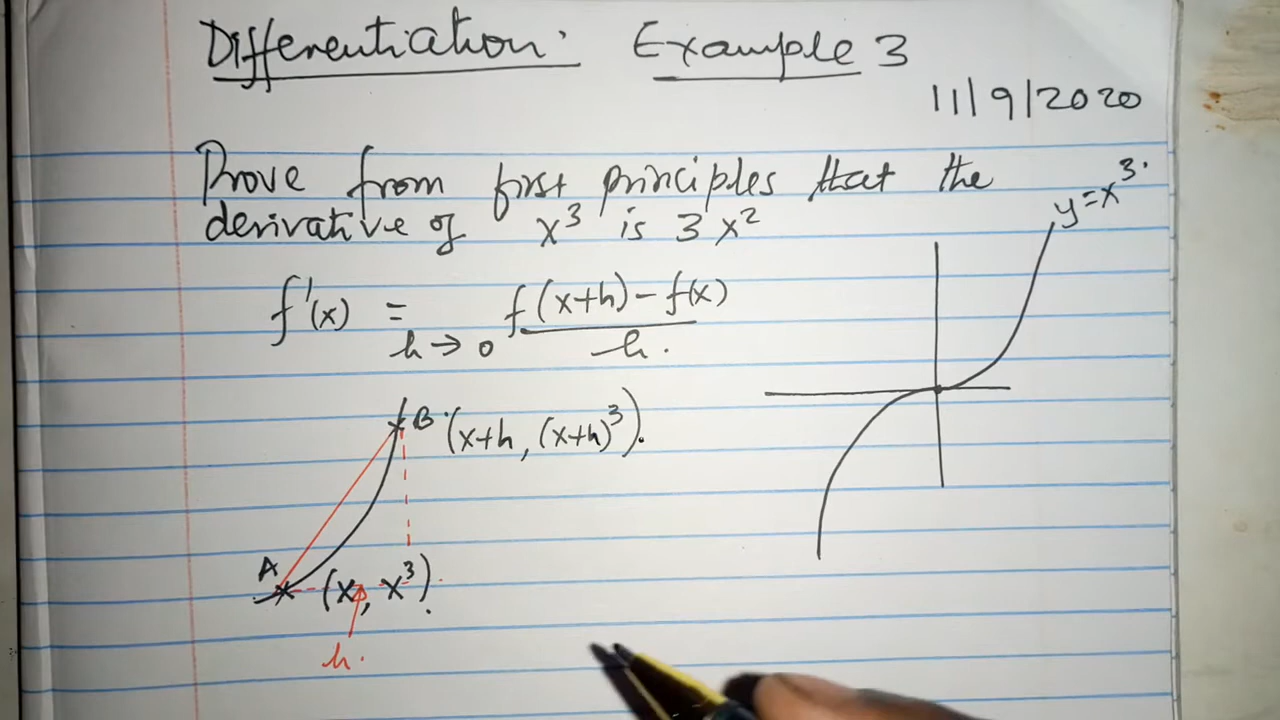 Differentiation: Example 3
11/9/2020
Prove from first principles that the
derivative of x³ is 3x²
y=x³.
f'(x) = f(x+h)-f(x)
h→0 h.
B (x+h, (x+h)³).
A (x, x³).
h.